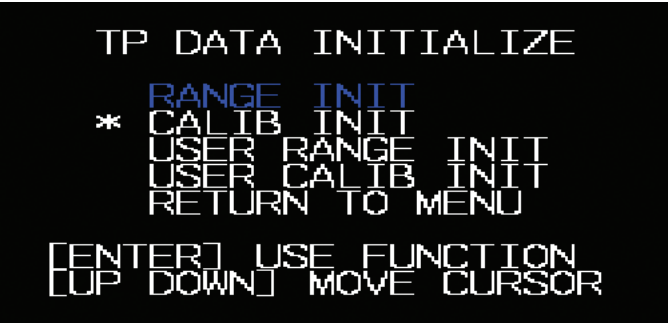 TP DATA INITIALIZE
RANGE INIT
* CALIB INIT
USER RANGE INIT
USER CALIB INIT
RETURN TO MENU
[ENTER] USE FUNCTION
[UP DOWN] MOVE CURSOR